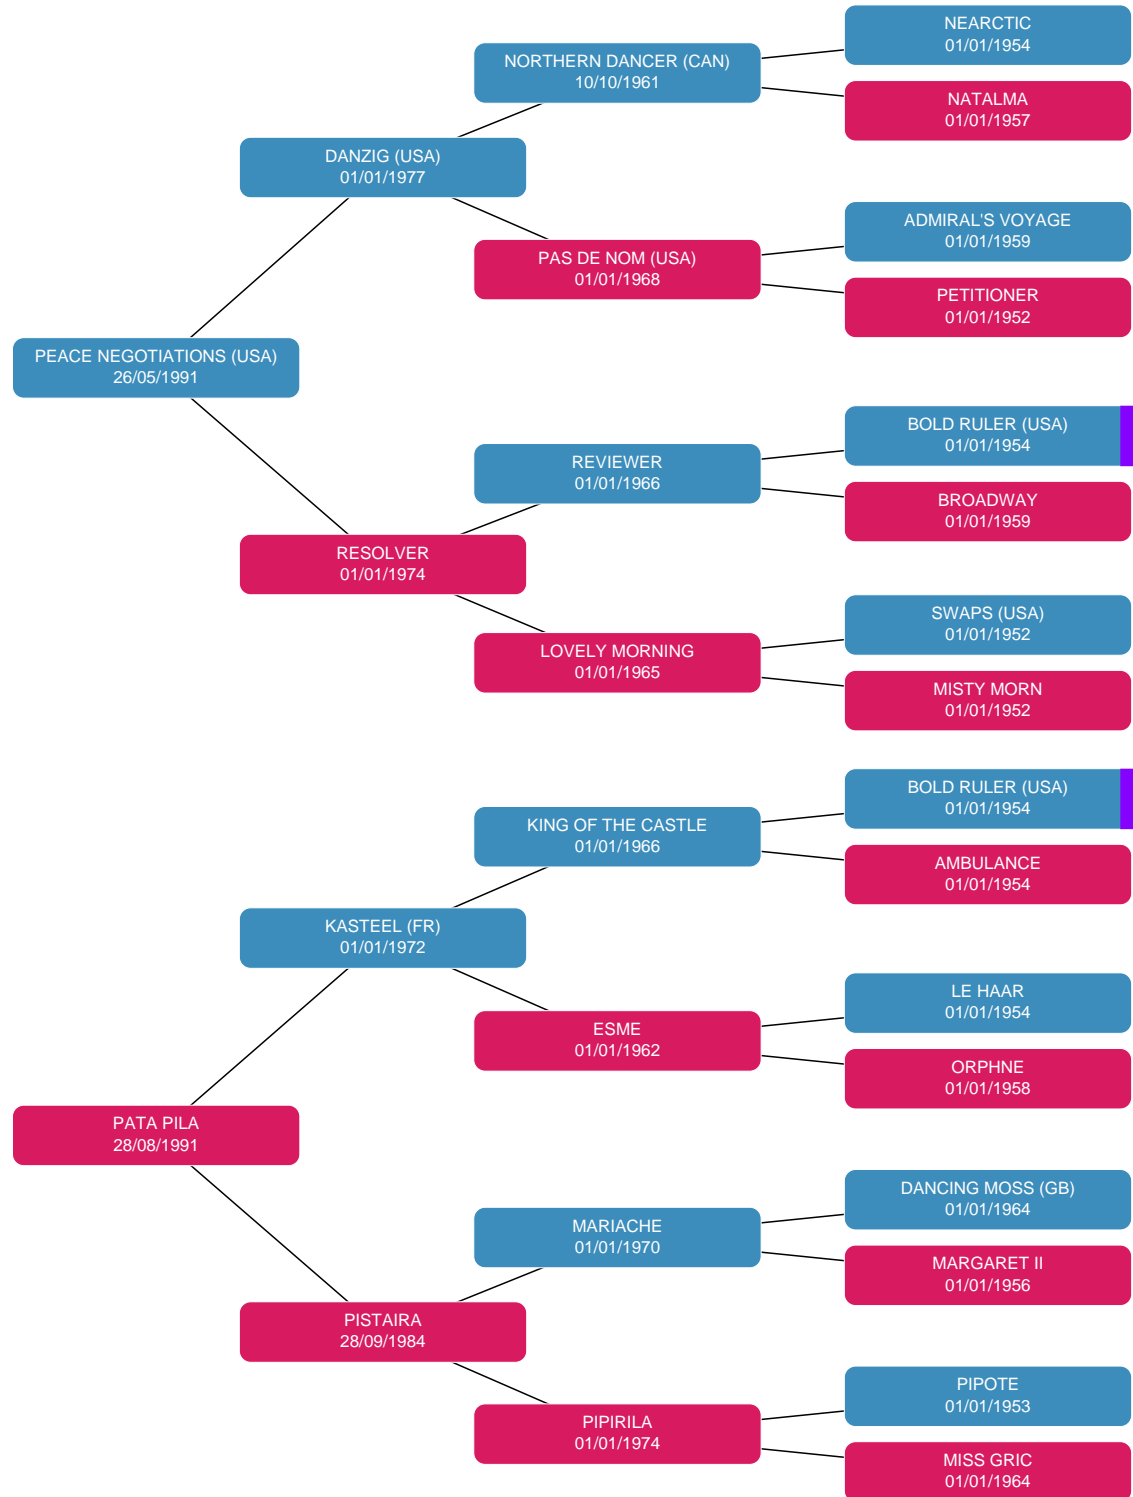 NEARCTIC
01/01/1954
NORTHERN DANCER (CAN)
10/10/1961
NATALMA
01/01/1957
DANZIG (USA)
01/01/1977
ADMIRAL'S VOYAGE
01/01/1959
PAS DE NOM (USA)
01/01/1968
PETITIONER
01/01/1952
PEACE NEGOTIATIONS (USA)
26/05/1991
BOLD RULER (USA)
01/01/1954
REVIEWER
01/01/1966
BROADWAY
01/01/1959
RESOLVER
01/01/1974
SWAPS (USA)
01/01/1952
LOVELY MORNING
01/01/1965
MISTY MORN
01/01/1952
BOLD RULER (USA)
01/01/1954
KING OF THE CASTLE
01/01/1966
AMBULANCE
01/01/1954
KASTEEL (FR)
01/01/1972
LE HAAR
01/01/1954
ESME
01/01/1962
ORPHNE
01/01/1958
PATA PILA
28/08/1991
DANCING MOSS (GB)
01/01/1964
MARIACHE
01/01/1970
MARGARET II
01/01/1956
PISTAIRA
28/09/1984
PIPOTE
01/01/1953
PIPIRILA
01/01/1974
MISS GRIC
01/01/1964